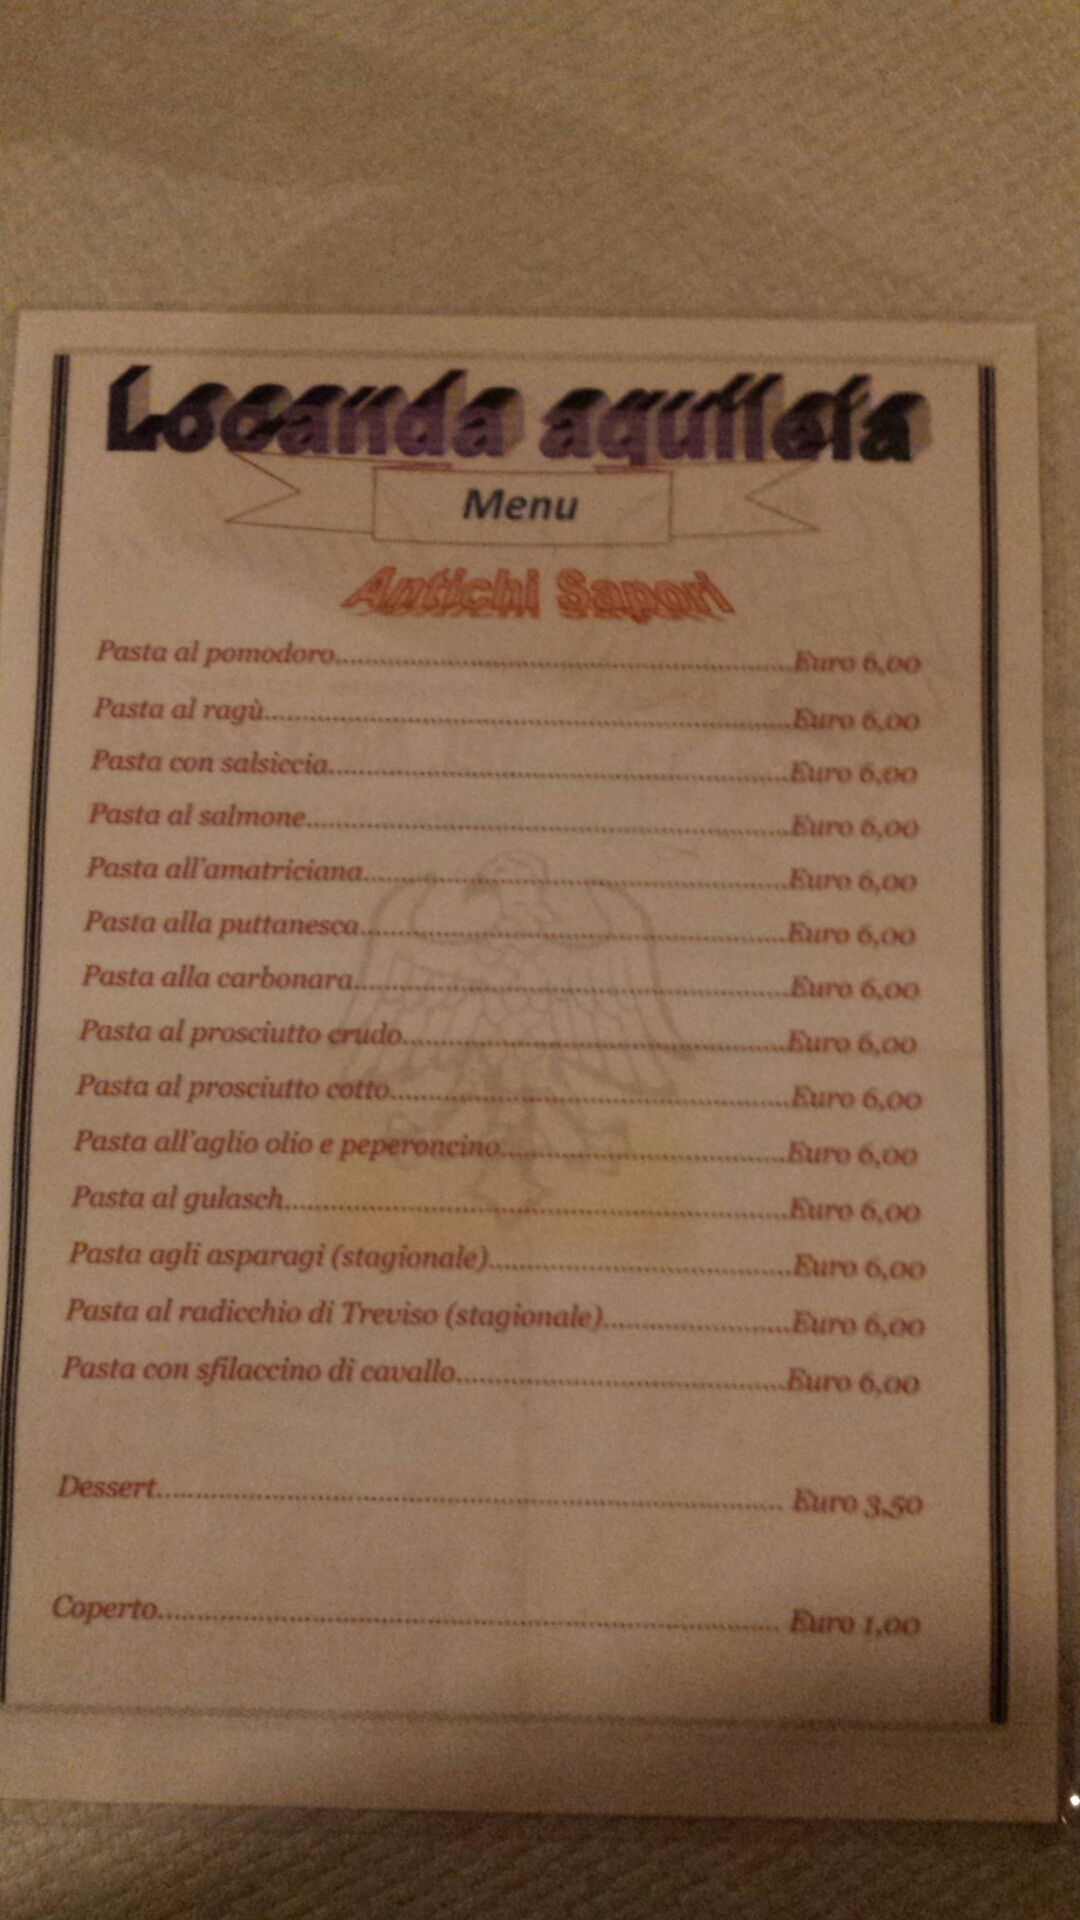 Locanda aquileia
Menu
Antichi Sapori
Pasta al pomodoro......................................................Euro 6,00
Pasta al ragù......................................................Euro 6,00
Pasta con salsiccia......................................................Euro 6,00
Pasta al salmone......................................................Euro 6,00
Pasta all'amatriciana......................................................Euro 6,00
Pasta alla puttanesca......................................................Euro 6,00
Pasta alla carbonara......................................................Euro 6,00
Pasta al prosciutto crudo................................................Euro 6,00
Pasta al prosciutto cotto................................................Euro 6,00
Pasta all'aglio olio e peperoncino....................................Euro 6,00
Pasta al gulasch......................................................Euro 6,00
Pasta agli asparagi (stagionale)......................................Euro 6,00
Pasta al radicchio di Treviso (stagionale)........................Euro 6,00
Pasta con sfilaccino di cavallo.........................................Euro 6,00
Dessert...................................................... Euro 3,50
Coperto...................................................... Euro 1,00